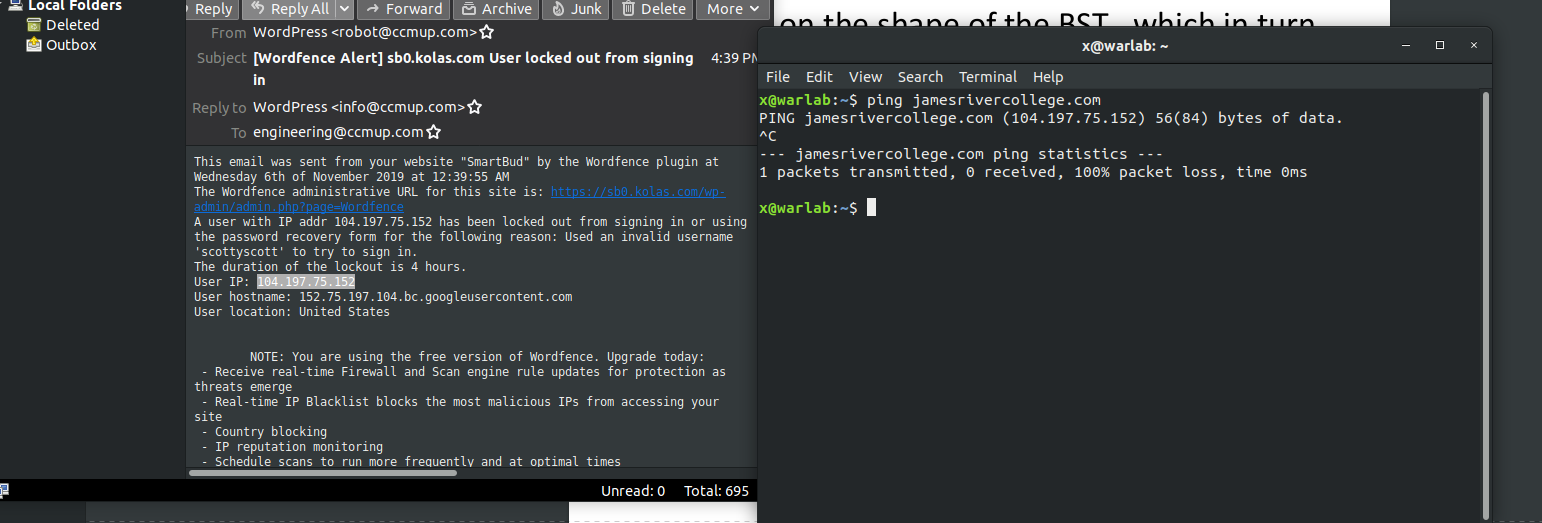 Local Folders
Deleted
Outbox
Reply Reply All Forward Archive Junk Delete More
From WordPress <robot@ccmup.com>
Subject [Wordfence Alert] sb0.kolas.com User locked out from signing in 4:39 PM
Reply to WordPress <info@ccmup.com>
To engineering@ccmup.com
This email was sent from your website "SmartBud" by the Wordfence plugin at
Wednesday 6th of November 2019 at 12:39:55 AM
The Wordfence administrative URL for this site is: https://sb0.kolas.com/wp-
admin/admin.php?page=Wordfence
A user with IP addr 104.197.75.152 has been locked out from signing in or using
the password recovery form for the following reason: Used an invalid username
'scottyscott' to try to sign in.
The duration of the lockout is 4 hours.
User IP: 104.197.75.152
User hostname: 152.75.197.104.bc.googleusercontent.com
User location: United States
NOTE: You are using the free version of Wordfence. Upgrade today:
- Receive real-time Firewall and Scan engine rule updates for protection as
threats emerge
- Real-time IP Blacklist blocks the most malicious IPs from accessing your
site
- Country blocking
- IP reputation monitoring
- Schedule scans to run more frequently and at optimal times
Unread: 0 Total: 695
on the shape of the BST, which in turn
x@warlab: ~
File Edit View Search Terminal Help
x@warlab:~$ ping jamesrivercollege.com
PING jamesrivercollege.com (104.197.75.152) 56(84) bytes of data.
^C
--- jamesrivercollege.com ping statistics ---
1 packets transmitted, 0 received, 100% packet loss, time 0ms
x@warlab:~$